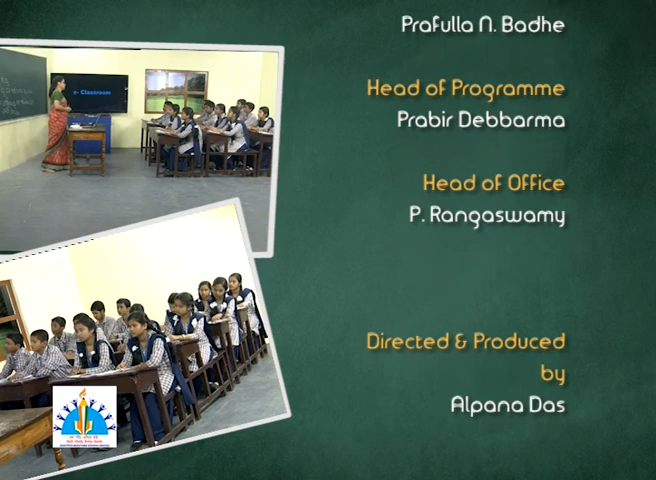 Prafulla N. Badhe
Head of Programme
Prabir Debbarma
Head of Office
P. Rangaswamy
Directed & Produced
by
Alpana Das
e- Classroom